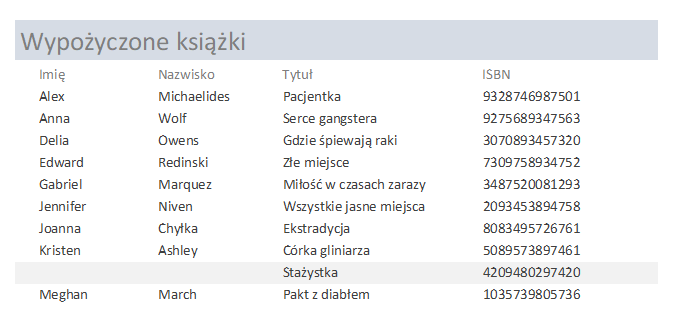 Wypożyczone książki
Imię Nazwisko Tytuł ISBN
Alex Michaelides Pacjentka 9328746987501
Anna Wolf Serce gangstera 9275689347563
Delia Owens Gdzie śpiewają raki 3070893457320
Edward Redinski Złe miejsce 7309758934752
Gabriel Marquez Miłość w czasach zarazy 3487520081293
Jennifer Niven Wszystkie jasne miejsca 2093453894758
Joanna Chyłka Ekstradycja 8083495726761
Kristen Ashley Córka gliniarza 5089573897461
Stażystka 4209480297420
Meghan March Pakt z diabłem 1035739805736